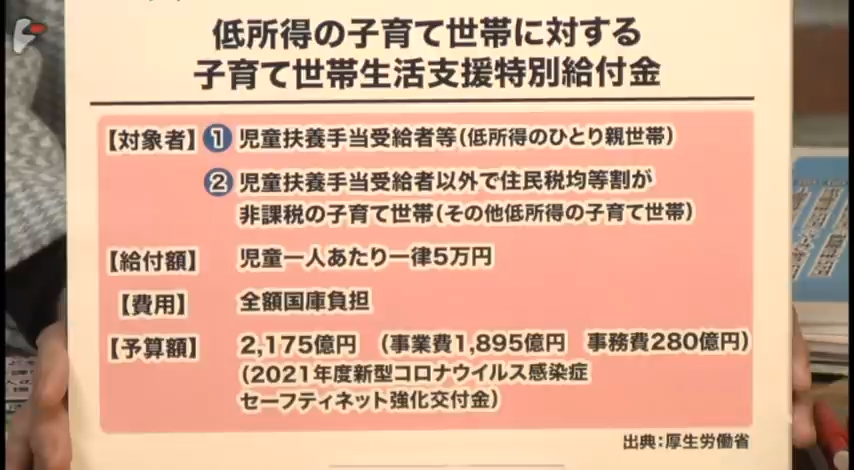 低所得の子育て世帯に対する
子育て世帯生活支援特別給付金
【対象者】① 児童扶養手当受給者等(低所得のひとり親世帯)
② 児童扶養手当受給者以外で住民税均等割が
非課税の子育て世帯(その他低所得の子育て世帯)
【給付額】 児童一人あたり一律5万円
【費用】 全額国庫負担
【予算額】 2,175億円 (事業費1,895億円 事務費280億円)
(2021年度新型コロナウイルス感染症
セーフティネット強化交付金)
出典:厚生労働省